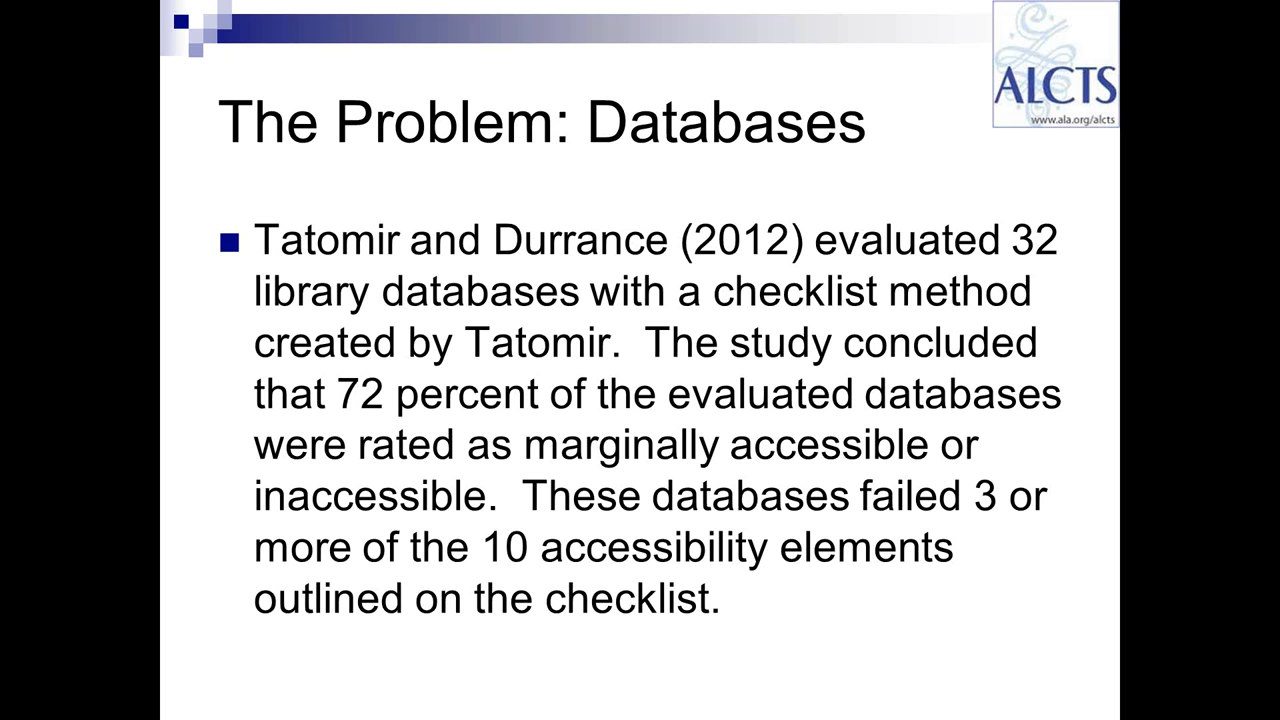 ALCTS
www.ala.org/alcts
The Problem: Databases
Tatomir and Durrance (2012) evaluated 32
library databases with a checklist method
created by Tatomir.  The study concluded
that 72 percent of the evaluated databases
were rated as marginally accessible or
inaccessible.  These databases failed 3 or
more of the 10 accessibility elements
outlined on the checklist.